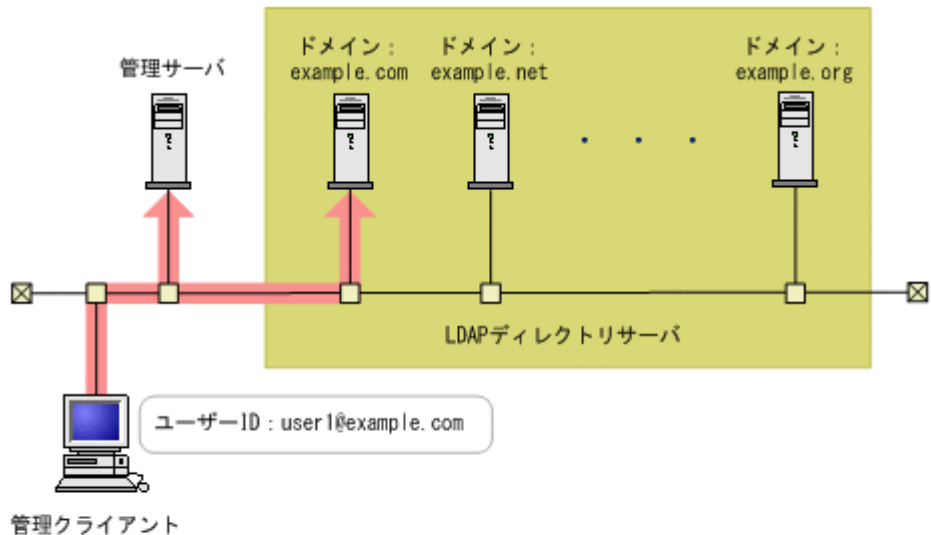 管理サーバ
ドメイン：
example.com
ドメイン：
example.net
・ ・ ・
ドメイン：
example.org
LDAPディレクトリサーバ
ユーザーID：user1@example.com
管理クライアント